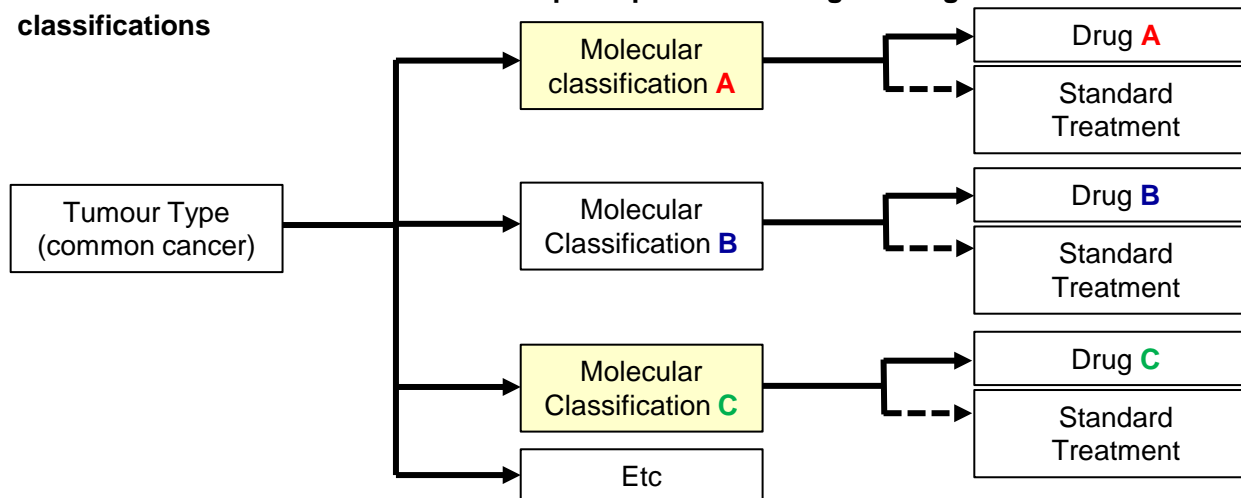 classifications
Molecular
classification A
Drug A
Standard
Treatment
Tumour Type
(common cancer)
Molecular
Classification B
Drug B
Standard
Treatment
Molecular
Classification C
Drug C
Standard
Treatment
Etc